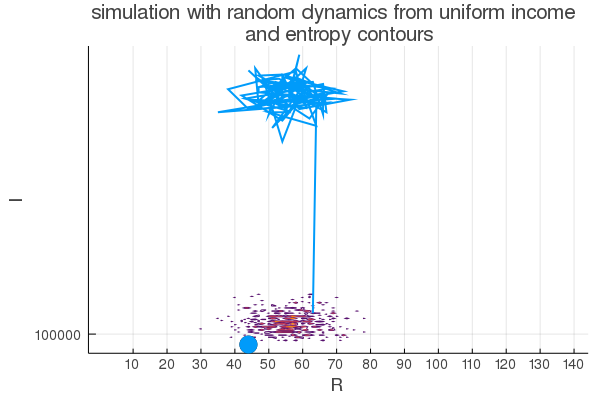 simulation with random dynamics from uniform income
and entropy contours
I
100000
10 20 30 40 50 60 70 80 90 100 110 120 130 140
R